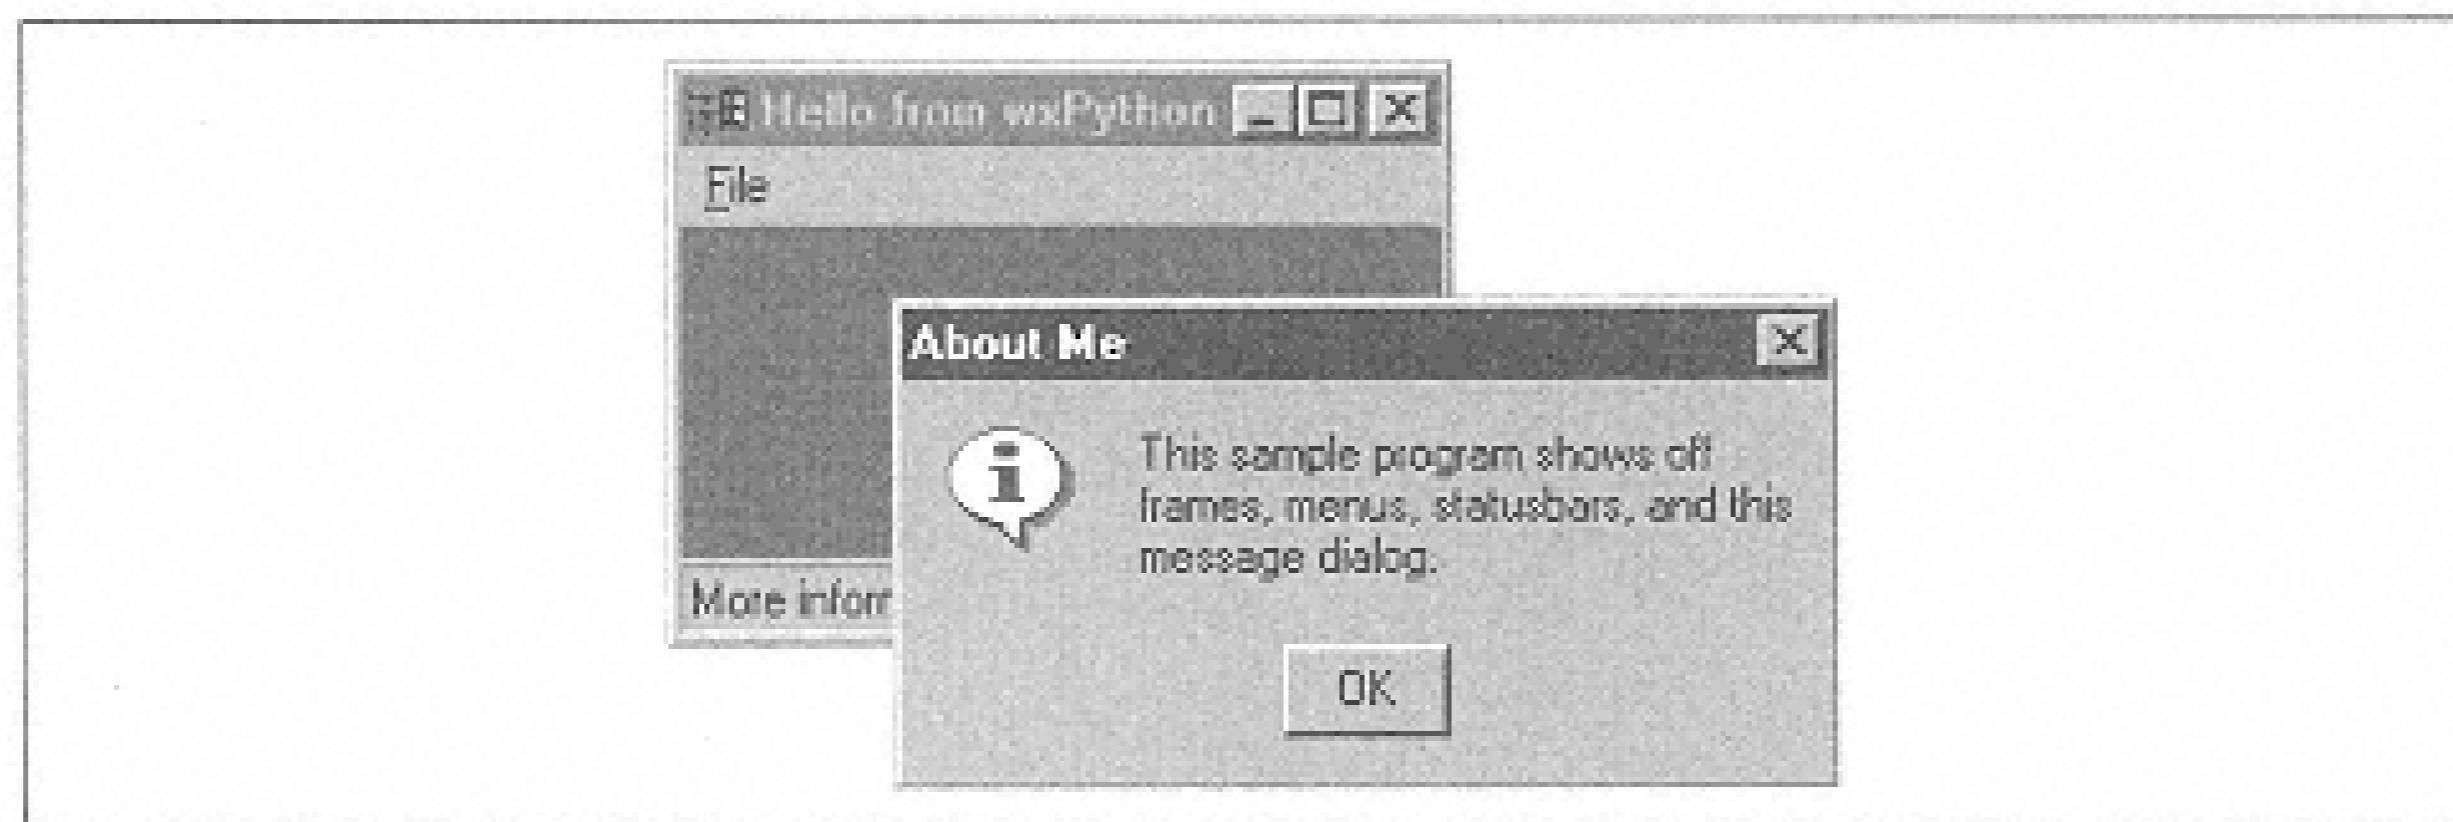 Hello from wxPython
File
About Me
This sample program shows off
frames, menus, statusbars, and this
message dialog.
More infor
OK